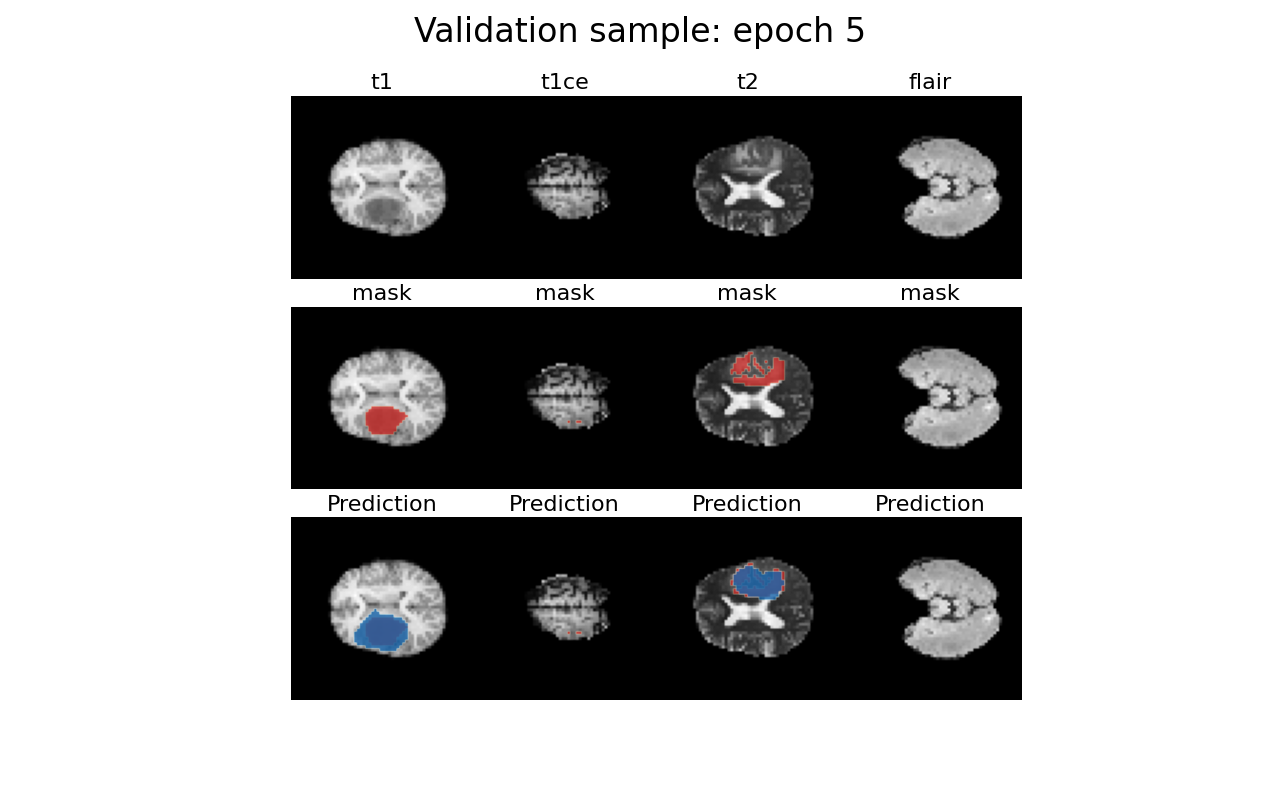 Validation sample: epoch 5
t1 t1ce t2 flair
mask mask mask mask
Prediction Prediction Prediction Prediction